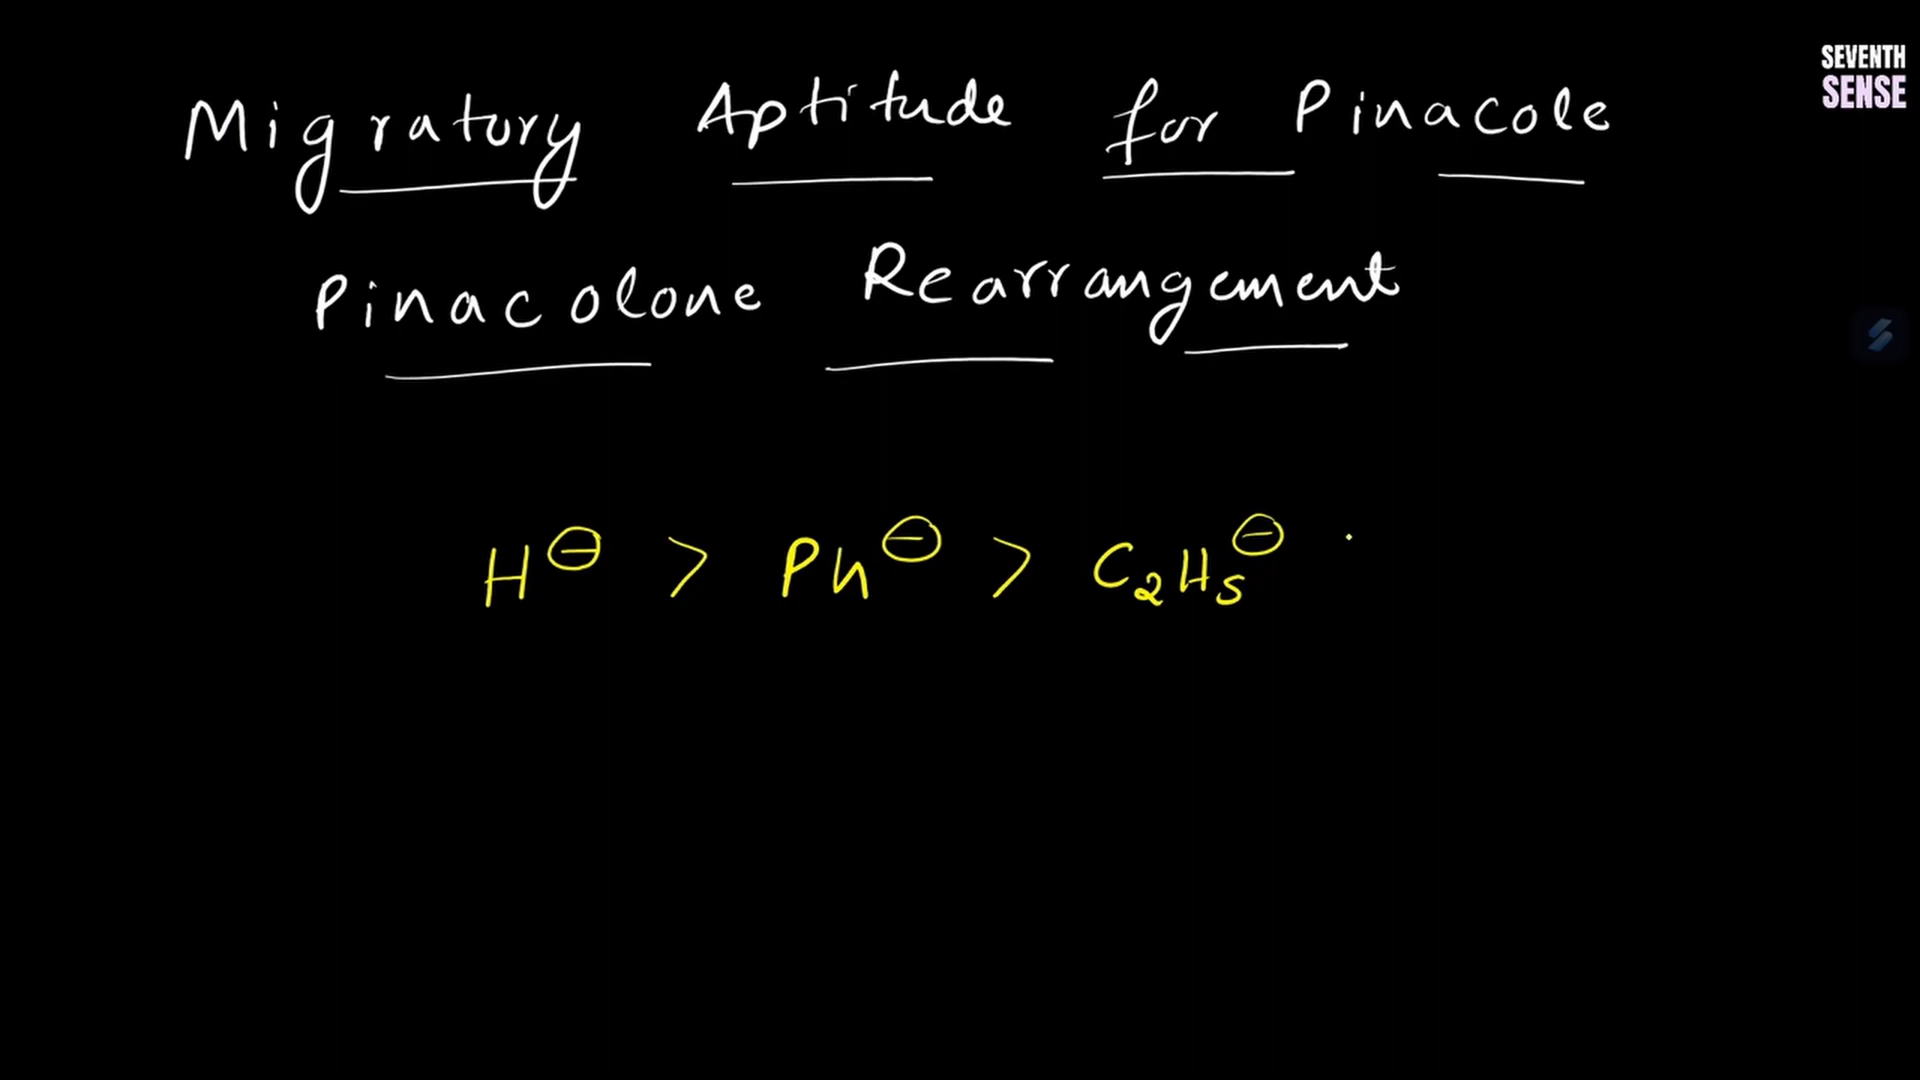 SEVENTH
SENSE
Migratory Aptitude for Pinacole
Pinacolone Rearrangement
H⊖ > Ph⊖ > C₂H₅⊖